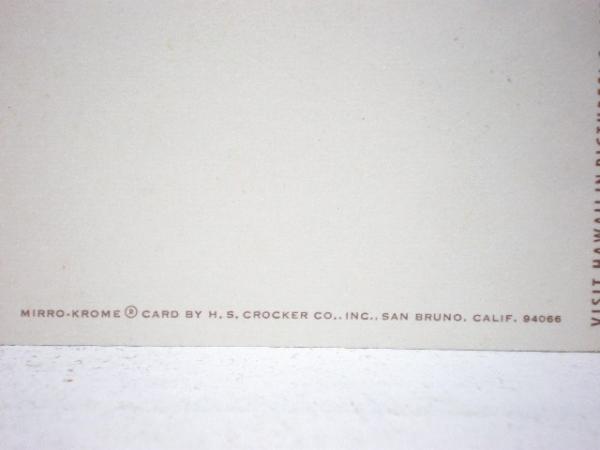 MIRRO-KROME ® CARD BY H. S. CROCKER CO., INC., SAN BRUNO, CALIF. 94066
VISIT HAWAII IN